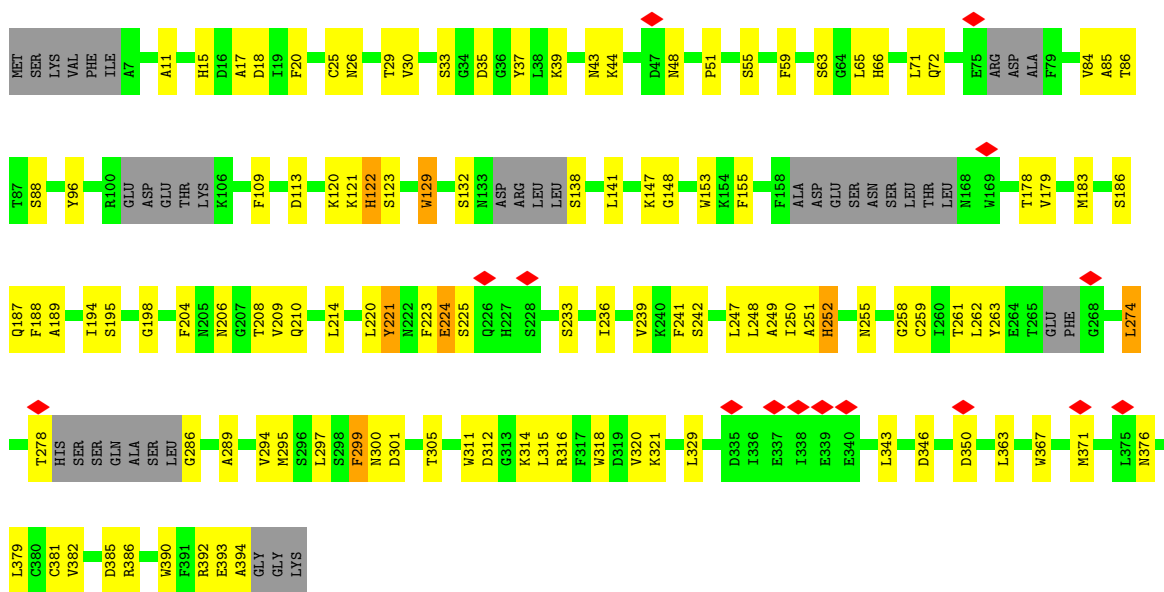 MET SER LYS VAL PHE ILE A7 A11 H15 D16 A17 D18 I19 F20 C25 N26 T29 V30 S33 G34 D35 G36 Y37 L38 K39 N43 K44 D47 N48 P51 S55 F59 S63 G64 L65 H66 L71 Q72 E75 ARG ASP ALA F79 V84 A85 T86
T87 S88 Y96 R100 GLU ASP GLU THR LYS K106 F109 D113 K120 K121 H122 S123 W129 S132 N133 ASP ARG LEU LEU S138 L141 K147 G148 W153 K154 F155 F158 ALA ASP GLU SER ASN SER LEU THR LEU N168 W169 T178 V179 M183 S186
Q187 F188 A189 I194 S195 G198 F204 N205 N206 G207 T208 V209 Q210 L214 L220 Y221 N222 F223 E224 S225 Q226 H227 S228 S233 I236 V239 K240 F241 S242 L247 L248 A249 I250 A251 H252 N255 G258 C259 I260 T261 L262 Y263 E264 T265 GLU PHE G268 L274
T278 HIS SER SER GLN ALA SER LEU G286 A289 V294 M295 S296 L297 S298 F299 N300 D301 T305 W311 D312 G313 K314 L315 R316 F317 W318 D319 V320 K321 L329 D335 I336 E337 I338 E339 E340 L343 D346 D350 L363 W367 M371 L375 N376
L379 C380 C381 V382 D385 R386 W390 F391 R392 E393 A394 GLY GLY LYS